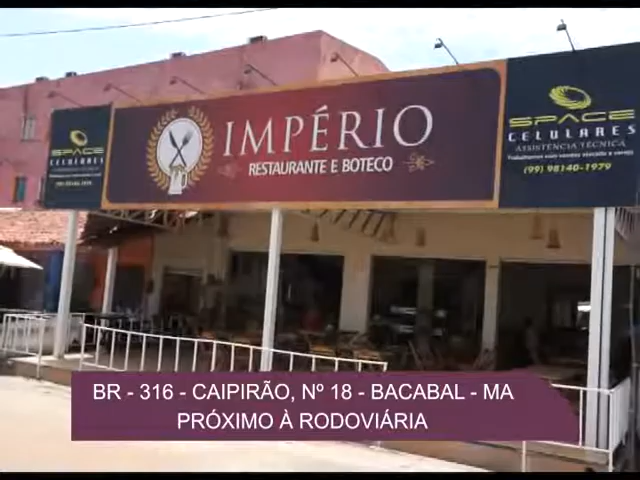 SPACE
CELULARES
IMPÉRIO
RESTAURANTE E BOTECO
SPACE
CELULARES
ASSISTÊNCIA TÉCNICA
(99) 98140-1979
BR - 316 - CAIPIRÃO, Nº 18 - BACABAL - MA
PRÓXIMO À RODOVIÁRIA